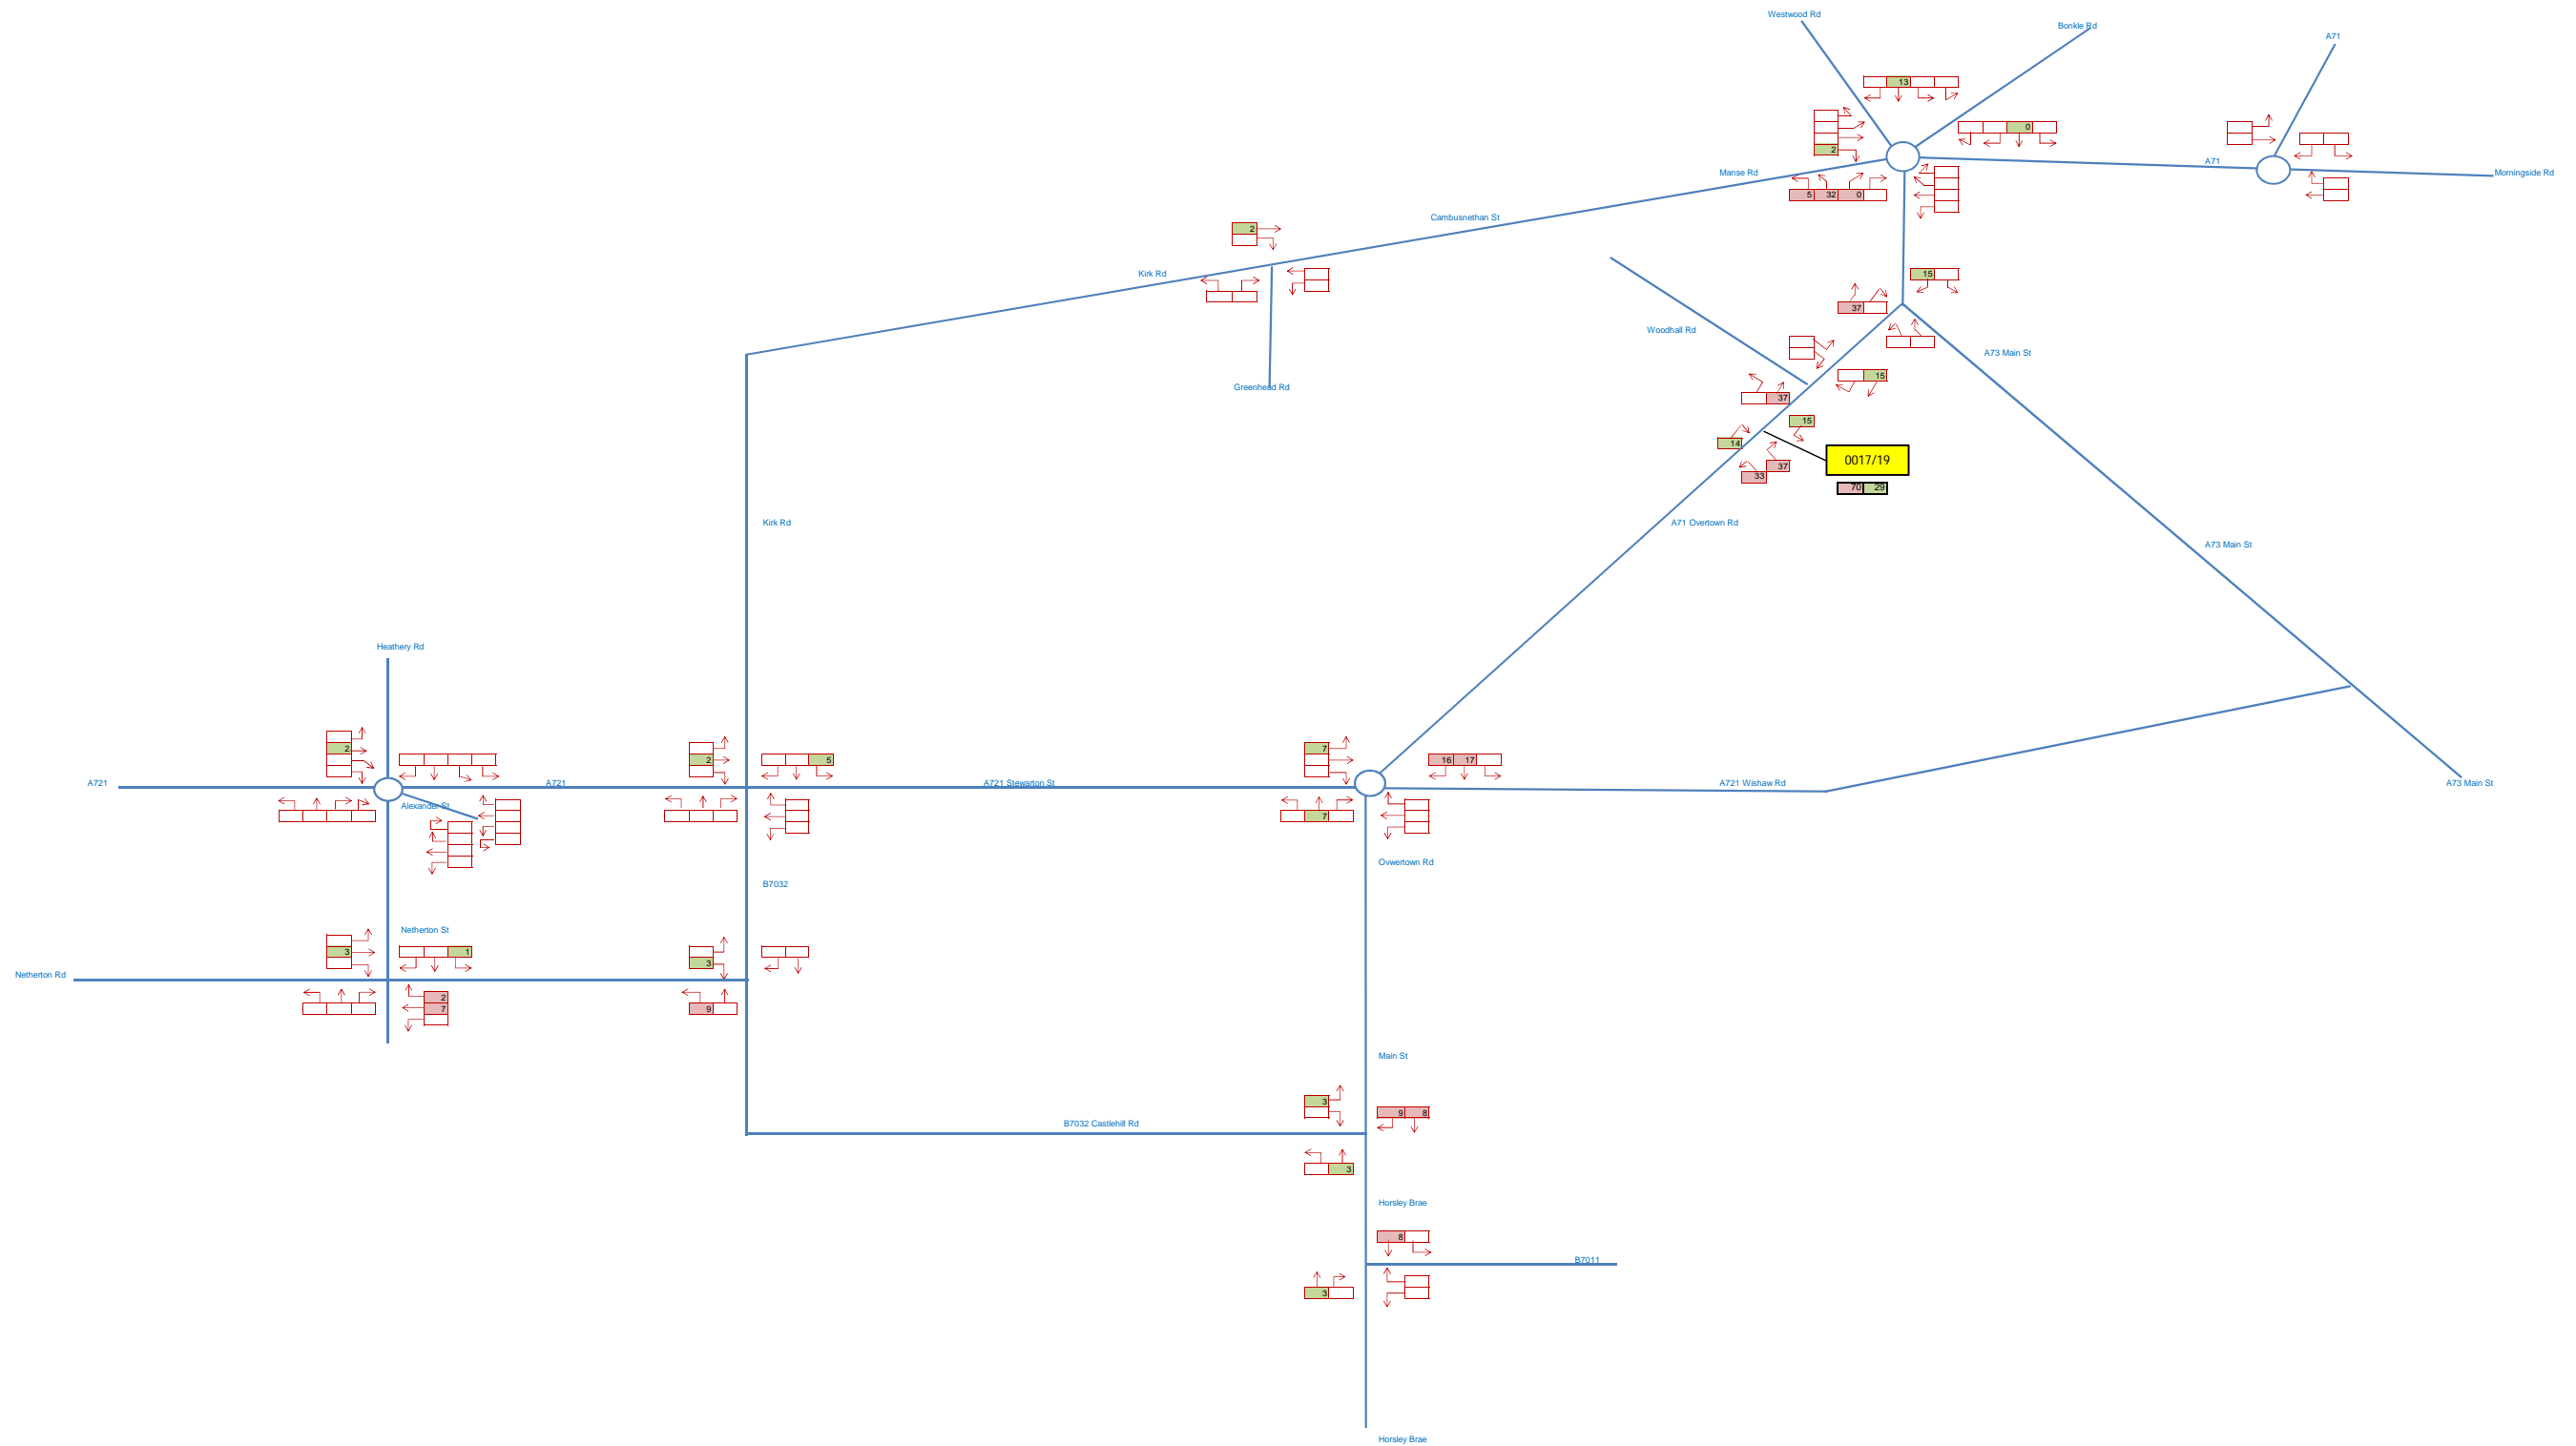 Westwood Rd
Bonkle Rd
A71
13
0
2
A71
Manse Rd
Morningside Rd
5 32 0
Cambusnethan St
2
Kirk Rd
15
37
Woodhall Rd
A73 Main St
15
Greenhead Rd
37
15
14
0017/19
37
33
70 29
Kirk Rd
A71 Overtown Rd
A73 Main St
Heathery Rd
2
2
5
7
16 17
A721
A721
A721 Stewarton St
A721 Wishaw Rd
A73 Main St
Alexander St
7
Ovwertown Rd
B7032
Netherton St
3
1
3
Netherton Rd
2
7
9
Main St
3
9 8
B7032 Castlehill Rd
3
Horsley Brae
8
B7011
3
Horsley Brae